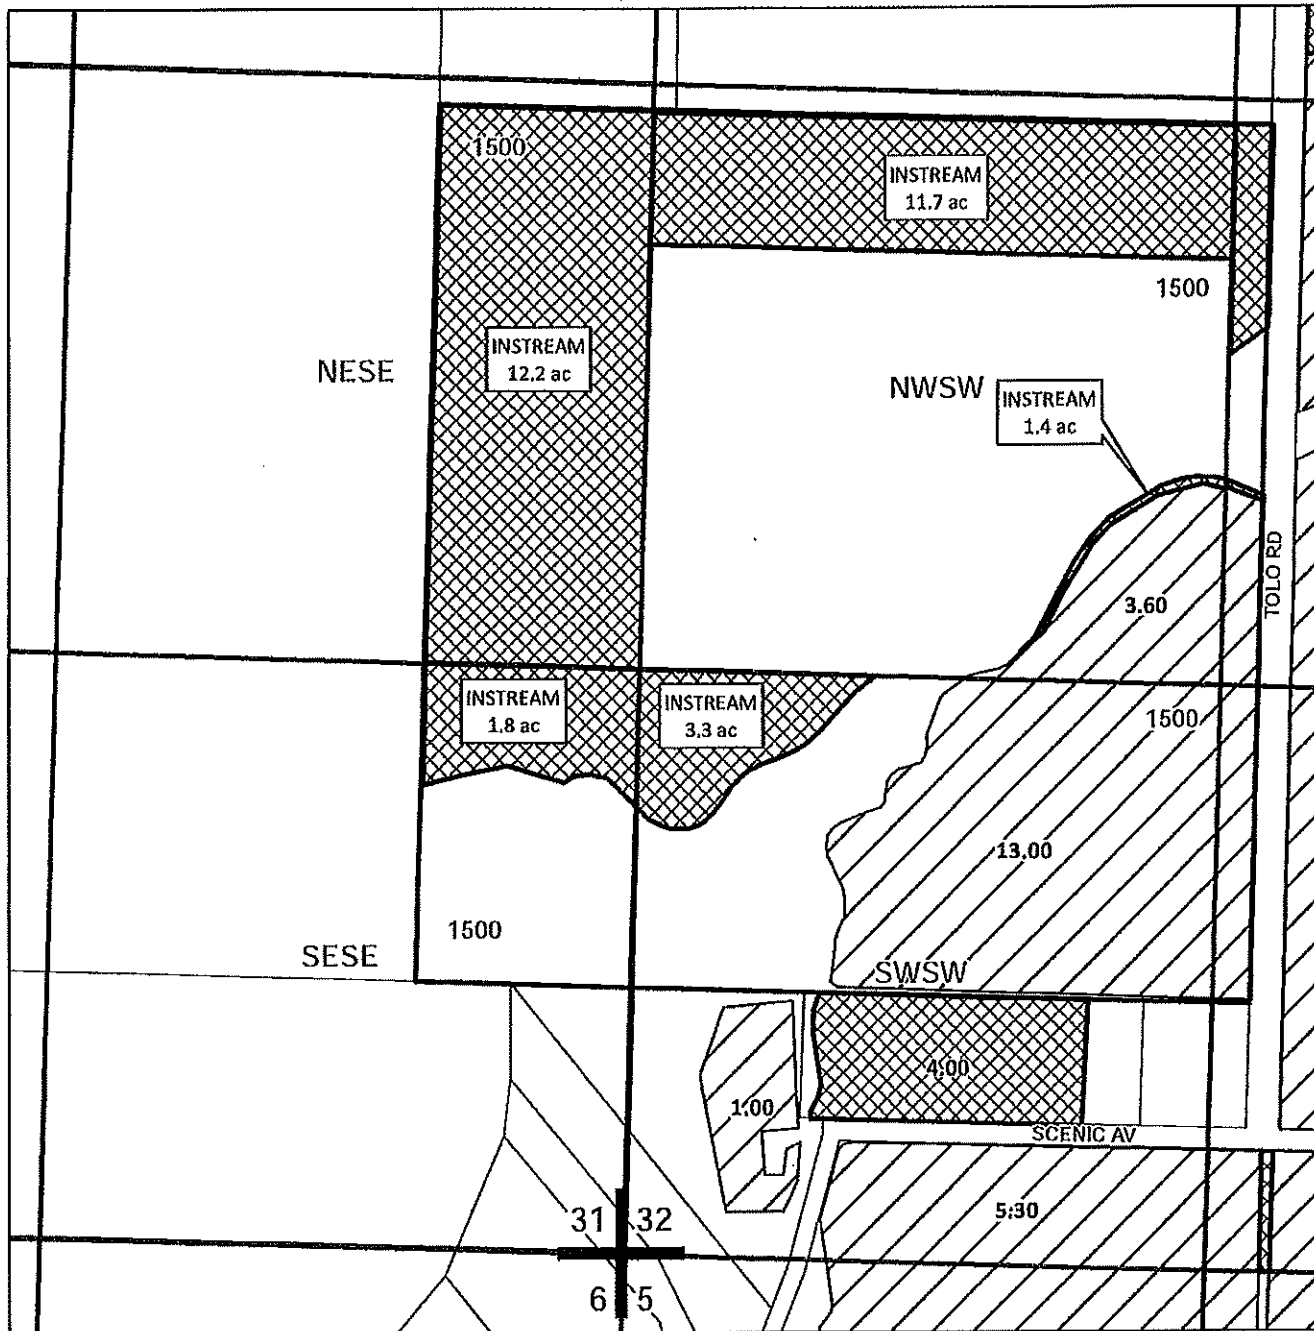 1500
INSTREAM
11.7 ac
1500
INSTREAM
12.2 ac
NESE
NWSW
INSTREAM
1.4 ac
TOLO RD
3.60
INSTREAM
1.8 ac
INSTREAM
3.3 ac
1500
13.00
1500
SESE
SWSW
4.00
1.00
SCENIC AV
5.30
31 32
6 5